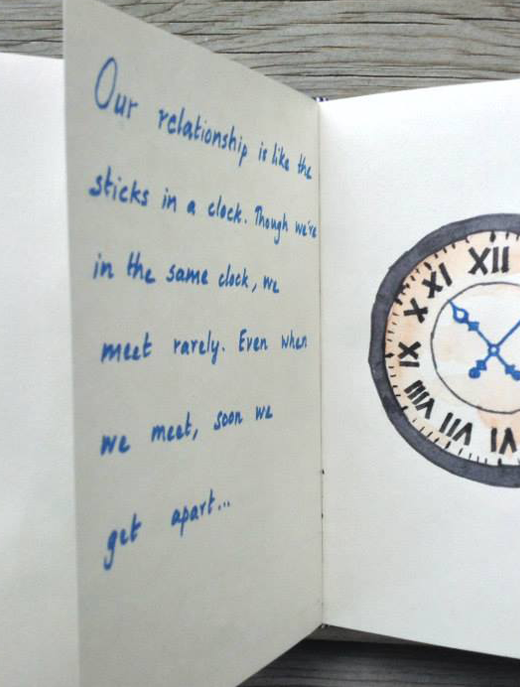 Our relationship is like the
sticks in a clock. Though we're
in the same clock, we
meet rarely. Even when
we meet, soon we
get apart...
XII
XI
X
IX
VIII
VII
VI